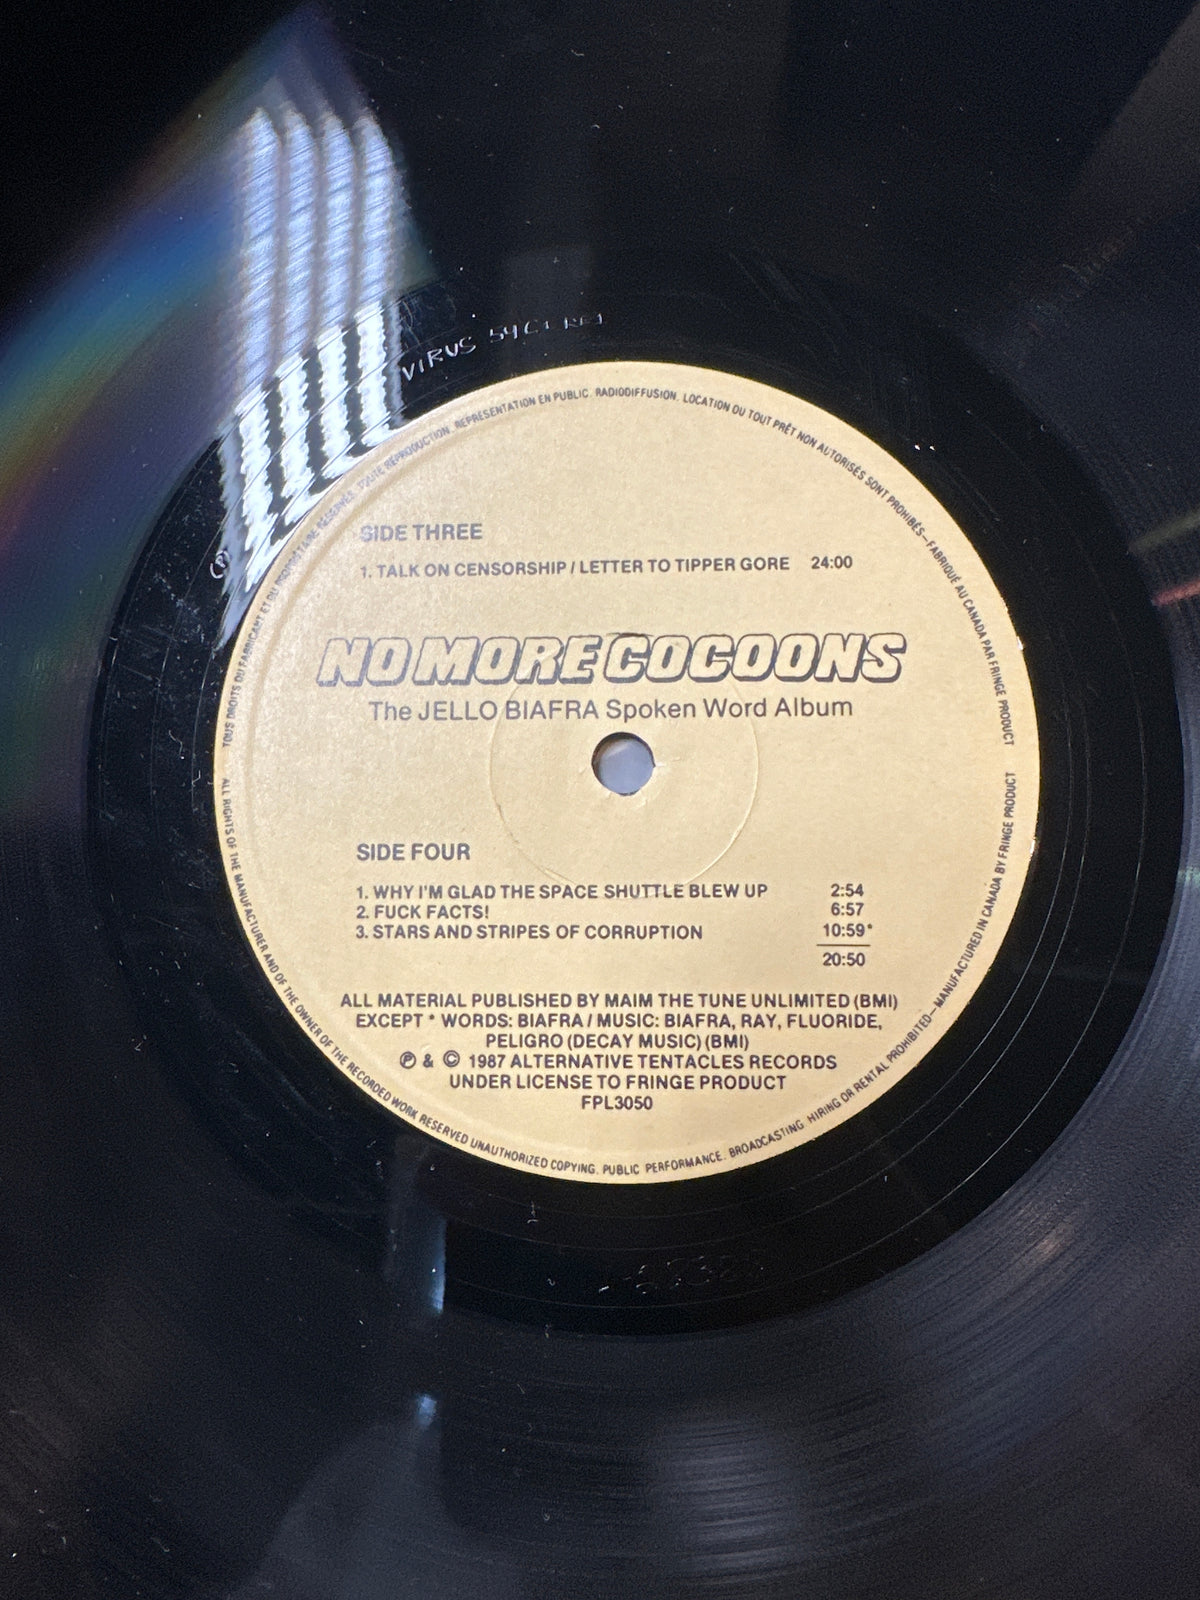 VIRUS 54C1 RE1
(P)
TOUS DROITS DU FABRICANT ET DU PROPRIÉTAIRE RÉSERVÉS. TOUTE REPRODUCTION. REPRÉSENTATION EN PUBLIC. RADIODIFFUSION. LOCATION OU TOUT PRÊT NON AUTORISÉS SONT PROHIBÉS—FABRIQUÉ AU CANADA PAR FRINGE PRODUCT
SIDE THREE
1. TALK ON CENSORSHIP / LETTER TO TIPPER GORE 24:00
NO MORE COCOONS
The JELLO BIAFRA Spoken Word Album
SIDE FOUR
1. WHY I'M GLAD THE SPACE SHUTTLE BLEW UP 2:54
2. FUCK FACTS! 6:57
3. STARS AND STRIPES OF CORRUPTION 10:59*
20:50
ALL MATERIAL PUBLISHED BY MAIM THE TUNE UNLIMITED (BMI)
EXCEPT * WORDS: BIAFRA / MUSIC: BIAFRA, RAY, FLUORIDE,
PELIGRO (DECAY MUSIC) (BMI)
℗ & © 1987 ALTERNATIVE TENTACLES RECORDS
UNDER LICENSE TO FRINGE PRODUCT
FPL3050
ALL RIGHTS OF THE MANUFACTURER AND OF THE OWNER OF THE RECORDED WORK RESERVED UNAUTHORIZED COPYING. PUBLIC PERFORMANCE. BROADCASTING HIRING OR RENTAL PROHIBITED—MANUFACTURED IN CANADA BY FRINGE PRODUCT